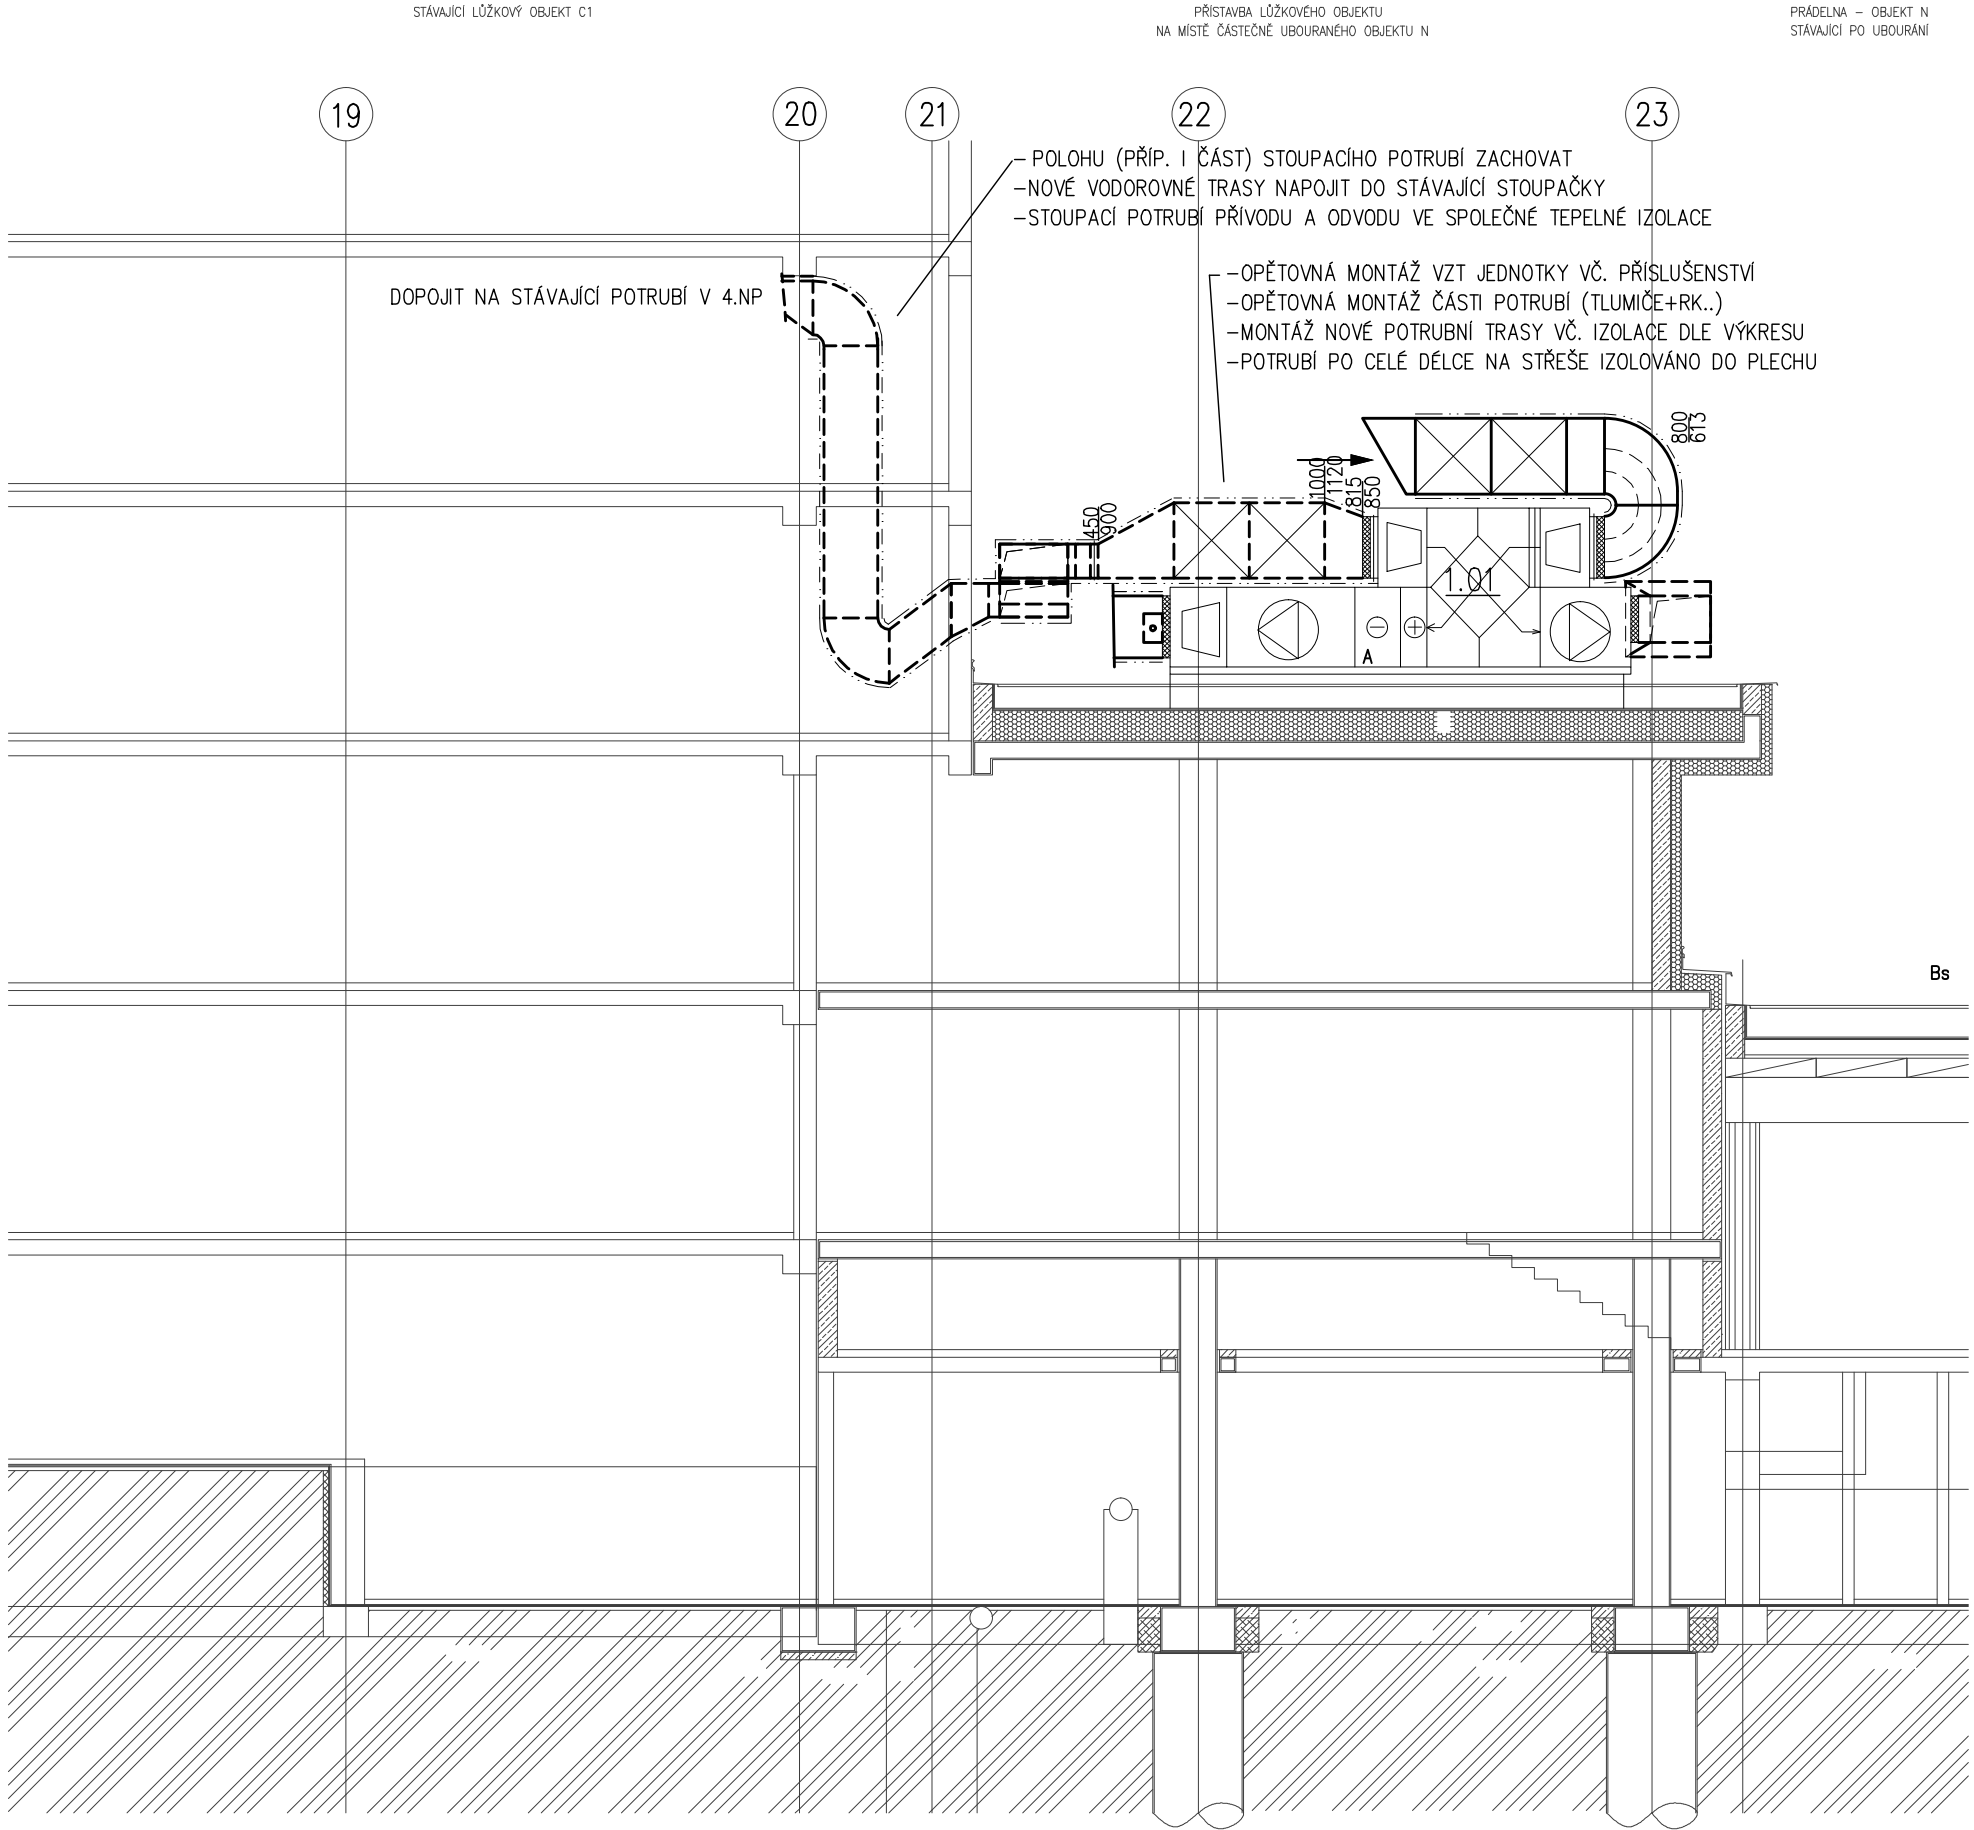 STÁVAJÍCÍ LŮŽKOVÝ OBJEKT C1
PŘÍSTAVBA LŮŽKOVÉHO OBJEKTU
NA MÍSTĚ ČÁSTEČNĚ UBOURANÉHO OBJEKTU N
PRÁDELNA – OBJEKT N
STÁVAJÍCÍ PO UBOURÁNÍ
19
20
21
22
23
– POLOHU (PŘÍP. I ČÁST) STOUPACÍHO POTRUBÍ ZACHOVAT
–NOVÉ VODOROVNÉ TRASY NAPOJIT DO STÁVAJÍCÍ STOUPAČKY
–STOUPACÍ POTRUBÍ PŘÍVODU A ODVODU VE SPOLEČNÉ TEPELNÉ IZOLACE
–OPĚTOVNÁ MONTÁŽ VZT JEDNOTKY VČ. PŘÍSLUŠENSTVÍ
–OPĚTOVNÁ MONTÁŽ ČÁSTI POTRUBÍ (TLUMIČE+RK..)
–MONTÁŽ NOVÉ POTRUBNÍ TRASY VČ. IZOLACE DLE VÝKRESU
–POTRUBÍ PO CELÉ DÉLCE NA STŘEŠE IZOLOVÁNO DO PLECHU
DOPOJIT NA STÁVAJÍCÍ POTRUBÍ V 4.NP
800
613
1000
1120
815
850
450
900
1.01
A
Bs